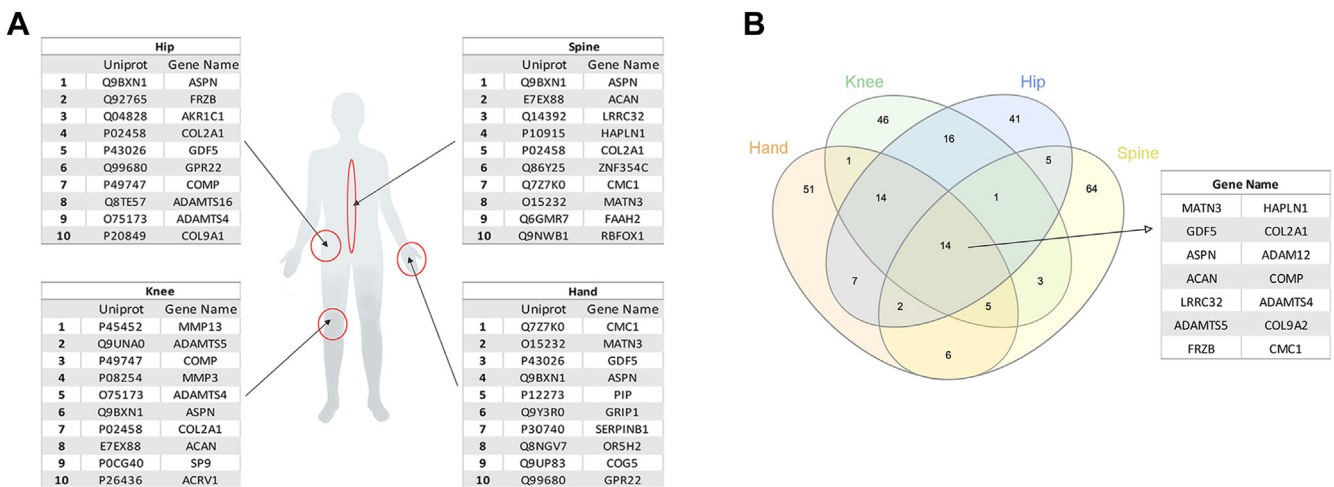 A
Hip
Uniprot Gene Name
1 Q9BXN1 ASPN
2 Q92765 FRZB
3 Q04828 AKR1C1
4 P02458 COL2A1
5 P43026 GDF5
6 Q99680 GPR22
7 P49747 COMP
8 Q8TE57 ADAMTS16
9 O75173 ADAMTS4
10 P20849 COL9A1
Spine
Uniprot Gene Name
1 Q9BXN1 ASPN
2 E7EX88 ACAN
3 Q14392 LRRC32
4 P10915 HAPLN1
5 P02458 COL2A1
6 Q86Y25 ZNF354C
7 Q7Z7K0 CMC1
8 O15232 MATN3
9 Q6GMR7 FAAH2
10 Q9NWB1 RBFOX1
Knee
Uniprot Gene Name
1 P45452 MMP13
2 Q9UNA0 ADAMTS5
3 P49747 COMP
4 P08254 MMP3
5 O75173 ADAMTS4
6 Q9BXN1 ASPN
7 P02458 COL2A1
8 E7EX88 ACAN
9 P0CG40 SP9
10 P26436 ACRV1
Hand
Uniprot Gene Name
1 Q7Z7K0 CMC1
2 O15232 MATN3
3 P43026 GDF5
4 Q9BXN1 ASPN
5 P12273 PIP
6 Q9Y3R0 GRIP1
7 P30740 SERPINB1
8 Q8NGV7 OR5H2
9 Q9UP83 COG5
10 Q99680 GPR22
B
Knee Hip
Hand Spine
46 41
16
1 5
51 64
14 1
14
7 3
2 5
6
Gene Name
MATN3 HAPLN1
GDF5 COL2A1
ASPN ADAM12
ACAN COMP
LRRC32 ADAMTS4
ADAMTS5 COL9A2
FRZB CMC1